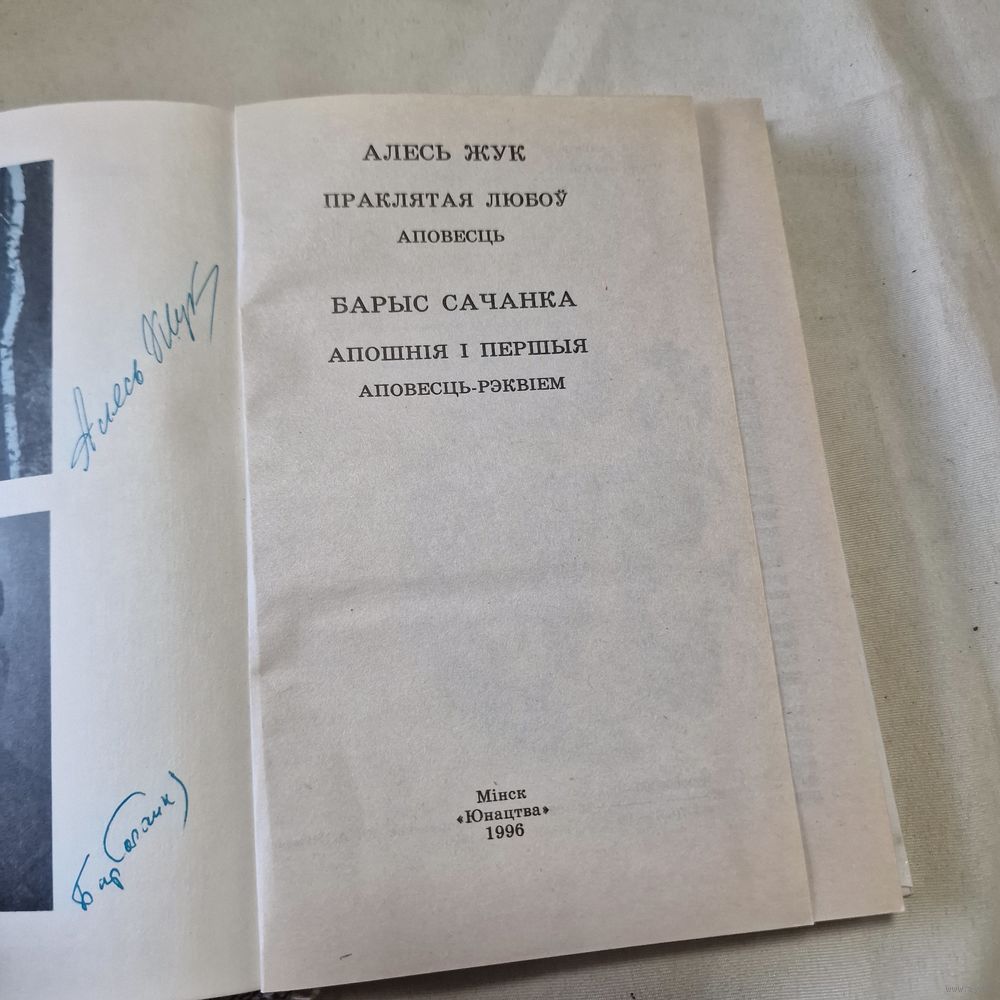 Алесь Жук
АЛЕСЬ ЖУК
ПРАКЛЯТАЯ ЛЮБОЎ
АПОВЕСЦЬ
БАРЫС САЧАНКА
АПОШНІЯ І ПЕРШЫЯ
АПОВЕСЦЬ-РЭКВІЕМ
Мінск
«Юнацтва»
1996